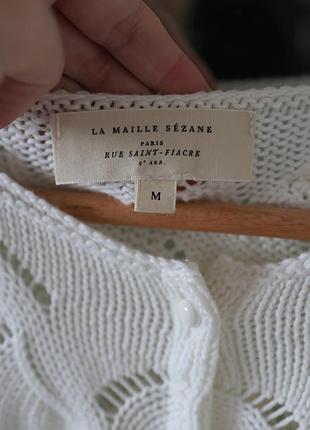 LA MAILLE SÉZANE
PARIS
RUE SAINT-FIACRE
2e ARR.
M